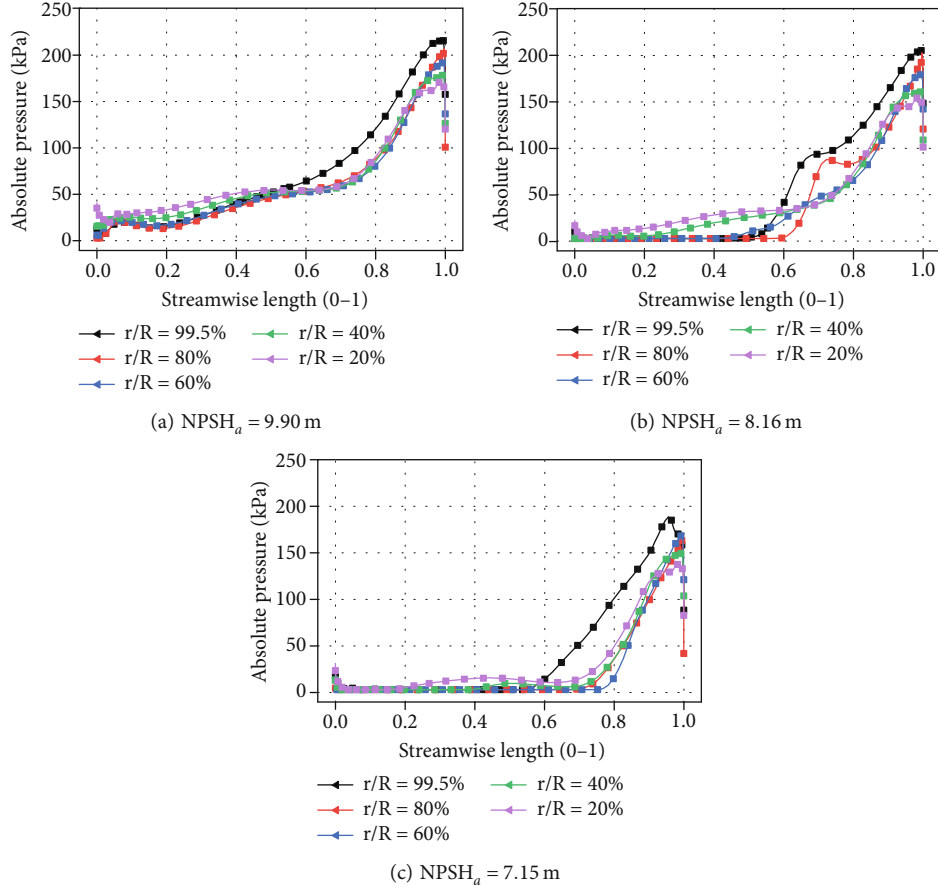 250
200
150
100
50
0
Absolute pressure (kPa)
0.0 0.2 0.4 0.6 0.8 1.0
Streamwise length (0–1)
r/R = 99.5% r/R = 40%
r/R = 80% r/R = 20%
r/R = 60%
(a) NPSHₐ = 9.90 m
250
200
150
100
50
0
Absolute pressure (kPa)
0.0 0.2 0.4 0.6 0.8 1.0
Streamwise length (0–1)
r/R = 99.5% r/R = 40%
r/R = 80% r/R = 20%
r/R = 60%
(b) NPSHₐ = 8.16 m
250
200
150
100
50
0
Absolute pressure (kPa)
0.0 0.2 0.4 0.6 0.8 1.0
Streamwise length (0–1)
r/R = 99.5% r/R = 40%
r/R = 80% r/R = 20%
r/R = 60%
(c) NPSHₐ = 7.15 m